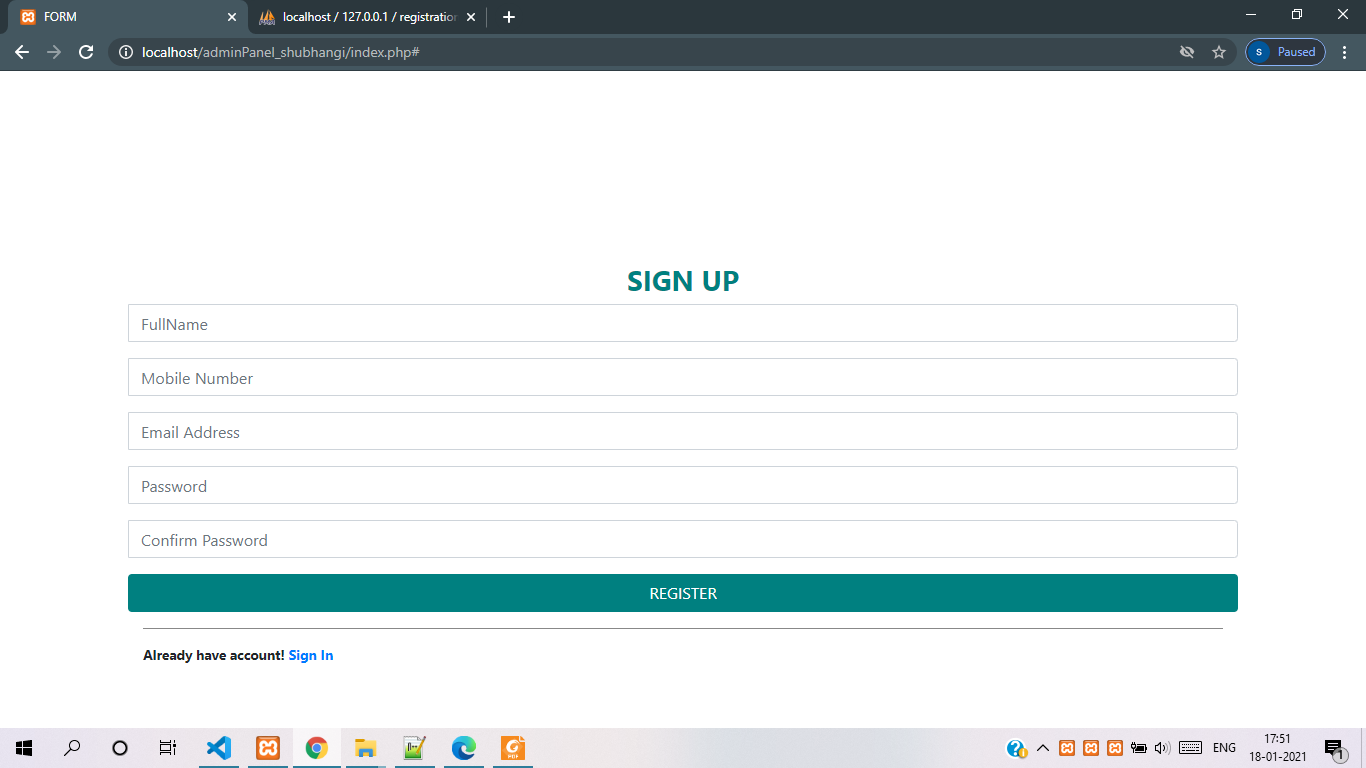 FORM
localhost / 127.0.0.1 / registration
localhost/adminPanel_shubhangi/index.php#
S
Paused
SIGN UP
FullName
Mobile Number
Email Address
Password
Confirm Password
REGISTER
Already have account! Sign In
ENG
17:51
18-01-2021
1